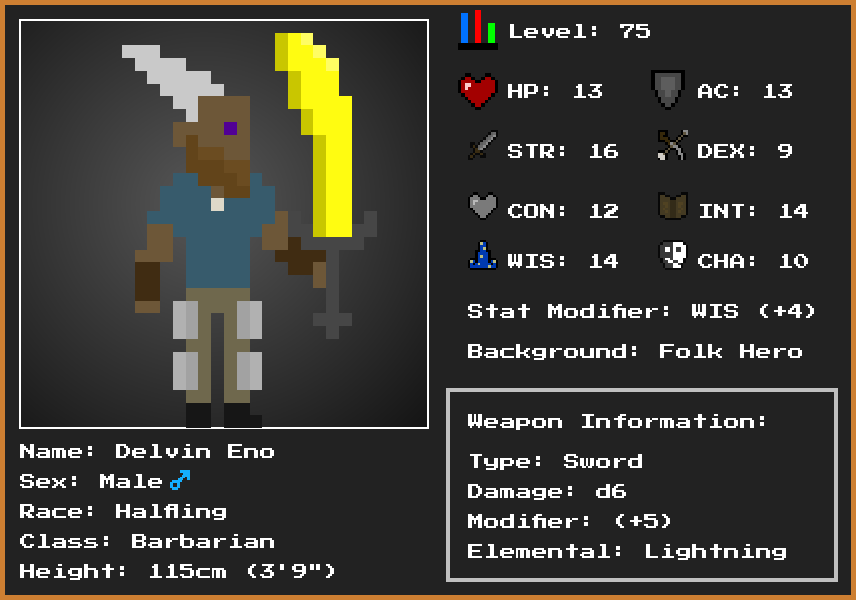 Level: 75
HP: 13
AC: 13
STR: 16
DEX: 9
CON: 12
INT: 14
WIS: 14
CHA: 10
Stat Modifier: WIS (+4)
Background: Folk Hero
Weapon Information:
Type: Sword
Damage: d6
Modifier: (+5)
Elemental: Lightning
Name: Delvin Eno
Sex: Male♂
Race: Halfling
Class: Barbarian
Height: 115cm (3'9")